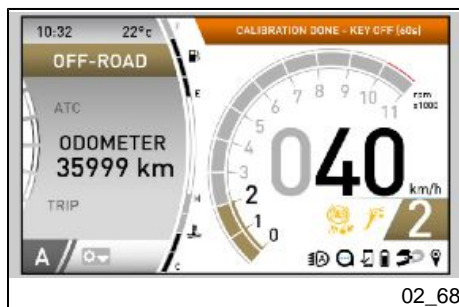 10:32 22°c
CALIBRATION DONE - KEY OFF (60s)
OFF-ROAD
F
E
ATC
ODOMETER
35999 km
TRIP
H
C
A
0 1 2 3 4 5 6 7 8 9 10 11
rpm
x1000
040
km/h
2
02_68